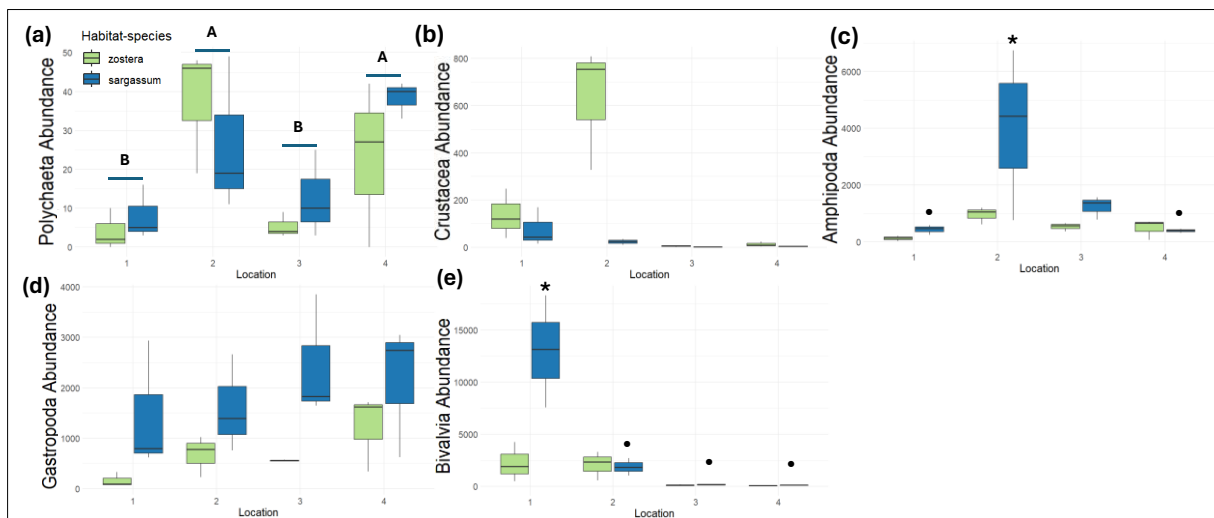 (a)
Habitat-species
zostera
sargassum
A
A
B
B
Polychaeta Abundance
50
40
30
20
10
0
1
2
3
4
Location
(b)
Crustacea Abundance
800
600
400
200
0
1
2
3
4
Location
(c)
*
Amphipoda Abundance
6000
4000
2000
0
1
2
3
4
Location
(d)
Gastropoda Abundance
4000
3000
2000
1000
0
1
2
3
4
Location
(e)
*
Bivalvia Abundance
15000
10000
5000
0
1
2
3
4
Location